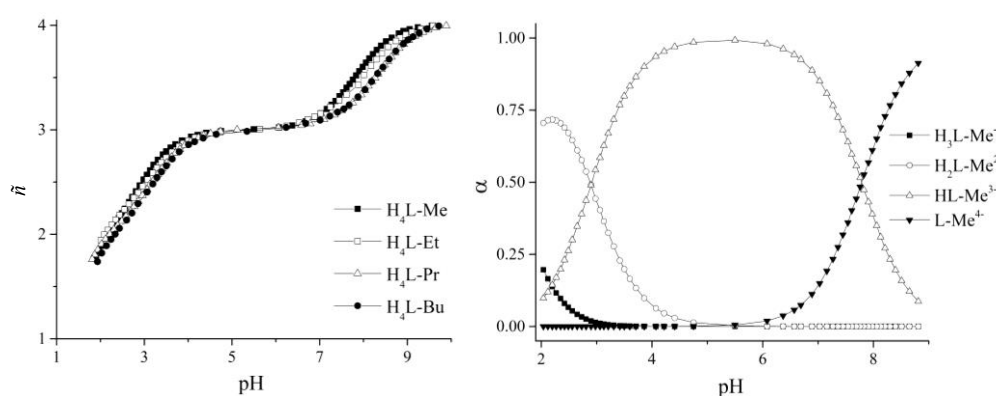 4
3
2
1
ñ
1
3
5
7
9
pH
H₄L-Me
H₄L-Et
H₄L-Pr
H₄L-Bu
1.00
0.75
0.50
0.25
0.00
α
2
4
6
8
pH
H₃L-Me⁻
H₂L-Me²⁻
HL-Me³⁻
L-Me⁴⁻